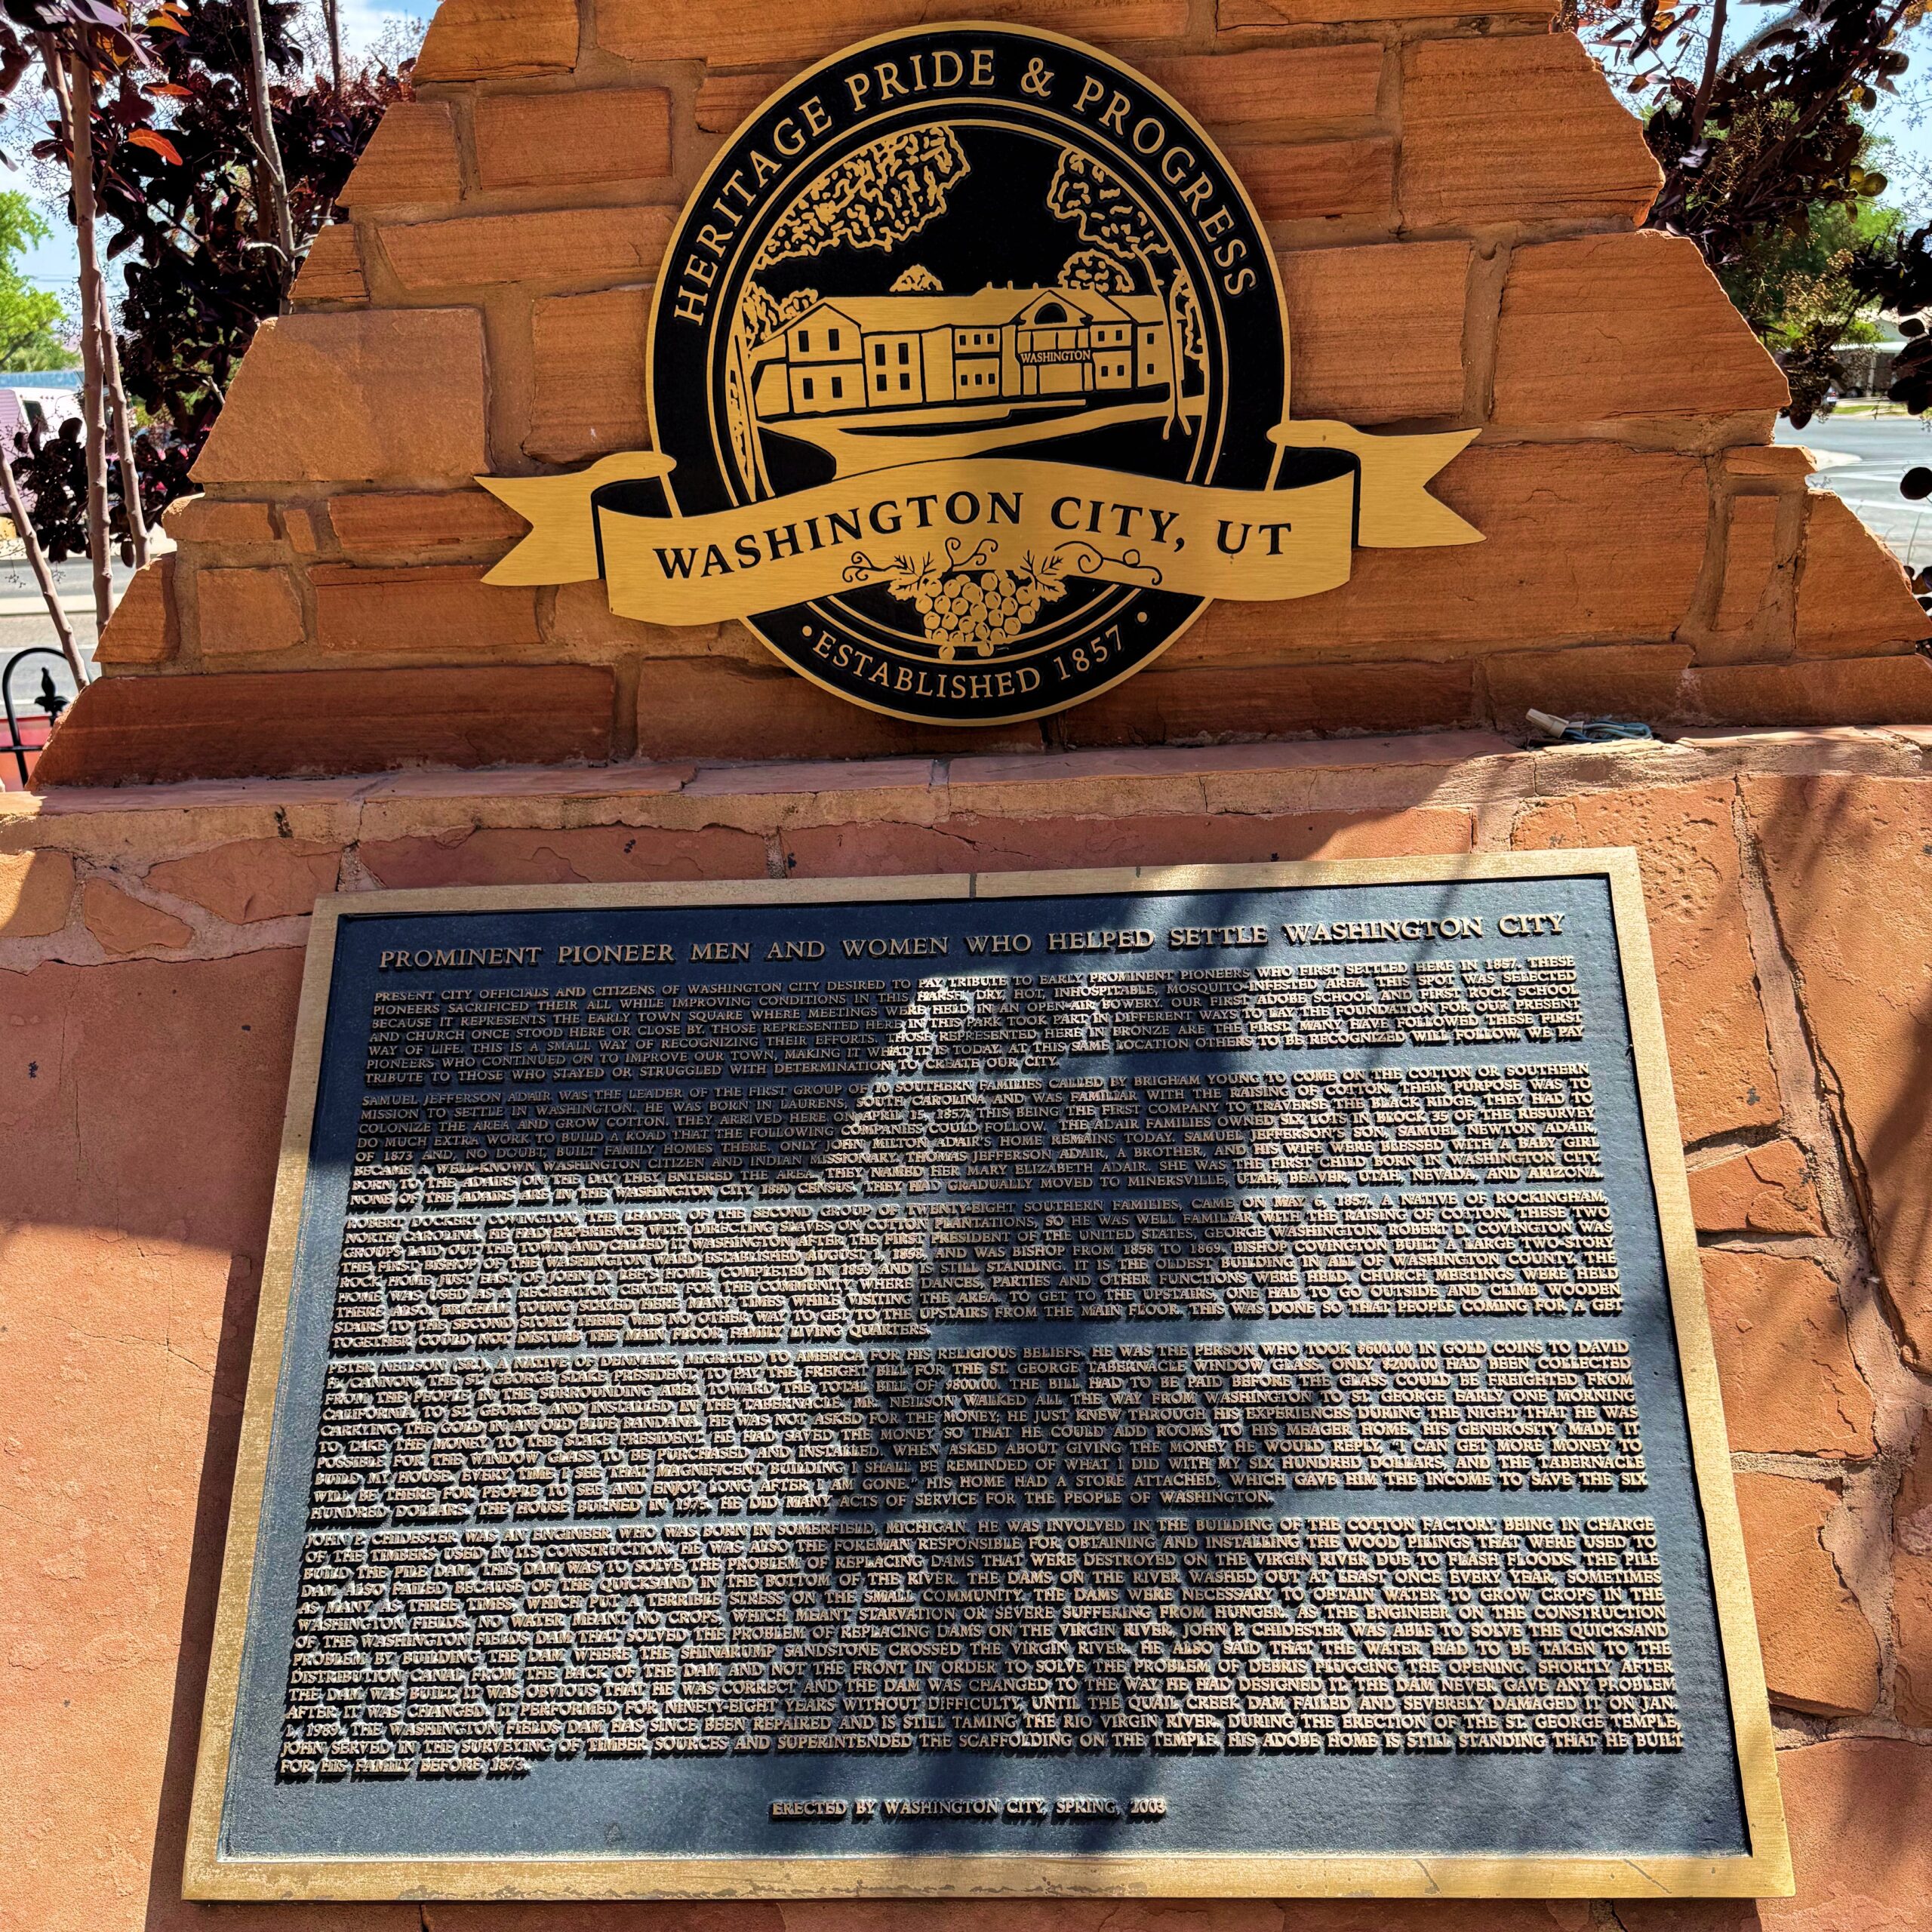 HERITAGE PRIDE & PROGRESS
WASHINGTON
WASHINGTON CITY, UT
• ESTABLISHED 1857 •
PROMINENT PIONEER MEN AND WOMEN WHO HELPED SETTLE WASHINGTON CITY
PRESENT CITY OFFICIALS AND CITIZENS OF WASHINGTON CITY DESIRED TO PAY TRIBUTE TO EARLY PROMINENT PIONEERS WHO FIRST SETTLED HERE IN 1857. THESE
PIONEERS SACRIFICED THEIR ALL WHILE IMPROVING CONDITIONS IN THIS HARSH, DRY, HOT, INHOSPITABLE, MOSQUITO-INFESTED AREA. THIS SPOT WAS SELECTED
BECAUSE IT REPRESENTS THE EARLY TOWN SQUARE WHERE MEETINGS WERE HELD IN AN OPEN-AIR BOWERY. OUR FIRST ADOBE SCHOOL AND FIRST ROCK SCHOOL
AND CHURCH ONCE STOOD HERE OR CLOSE BY. THOSE REPRESENTED HERE IN THIS PARK TOOK PART IN DIFFERENT WAYS TO LAY THE FOUNDATION FOR OUR PRESENT
WAY OF LIFE. THIS IS A SMALL WAY OF RECOGNIZING THEIR EFFORTS. THOSE REPRESENTED HERE IN BRONZE ARE THE FIRST. MANY HAVE FOLLOWED THESE FIRST
PIONEERS WHO CONTINUED ON TO IMPROVE OUR TOWN, MAKING IT WHAT IT IS TODAY. AT THIS SAME LOCATION OTHERS TO BE RECOGNIZED WILL FOLLOW. WE PAY
TRIBUTE TO THOSE WHO STAYED OR STRUGGLED WITH DETERMINATION TO CREATE OUR CITY.
SAMUEL JEFFERSON ADAIR WAS THE LEADER OF THE FIRST GROUP OF 10 SOUTHERN FAMILIES CALLED BY BRIGHAM YOUNG TO COME ON THE COTTON OR SOUTHERN
MISSION TO SETTLE IN WASHINGTON. HE WAS BORN IN LAURENS, SOUTH CAROLINA AND WAS FAMILIAR WITH THE RAISING OF COTTON. THEIR PURPOSE WAS TO
COLONIZE THE AREA AND GROW COTTON. THEY ARRIVED HERE ON APRIL 15, 1857. THIS BEING THE FIRST COMPANY TO TRAVERSE THE BLACK RIDGE, THEY HAD TO
DO MUCH EXTRA WORK TO BUILD A ROAD THAT THE FOLLOWING COMPANIES COULD FOLLOW. THE ADAIR FAMILIES OWNED SIX LOTS IN BLOCK 35 OF THE RESURVEY
OF 1873 AND, NO DOUBT, BUILT FAMILY HOMES THERE. ONLY JOHN MILTON ADAIR'S HOME REMAINS TODAY. SAMUEL JEFFERSON'S SON, SAMUEL NEWTON ADAIR,
BECAME A WELL-KNOWN WASHINGTON CITIZEN AND INDIAN MISSIONARY. THOMAS JEFFERSON ADAIR, A BROTHER, AND HIS WIFE WERE BLESSED WITH A BABY GIRL
BORN TO THE ADAIRS ON THE DAY THEY ENTERED THE AREA. THEY NAMED HER MARY ELIZABETH ADAIR. SHE WAS THE FIRST CHILD BORN IN WASHINGTON CITY.
NONE OF THE ADAIRS ARE IN THE WASHINGTON CITY 1880 CENSUS. THEY HAD GRADUALLY MOVED TO MINERSVILLE, UTAH, BEAVER, UTAH, NEVADA, AND ARIZONA.
ROBERT DOCKERY COVINGTON, THE LEADER OF THE SECOND GROUP OF TWENTY-EIGHT SOUTHERN FAMILIES, CAME ON MAY 6, 1857. A NATIVE OF ROCKINGHAM,
NORTH CAROLINA, HE HAD EXPERIENCE WITH DIRECTING SLAVES ON COTTON PLANTATIONS, SO HE WAS WELL FAMILIAR WITH THE RAISING OF COTTON. THESE TWO
GROUPS LAID OUT THE TOWN AND CALLED IT WASHINGTON AFTER THE FIRST PRESIDENT OF THE UNITED STATES, GEORGE WASHINGTON. ROBERT D. COVINGTON WAS
THE FIRST BISHOP OF THE WASHINGTON WARD ESTABLISHED AUGUST 1, 1858, AND WAS BISHOP FROM 1858 TO 1869. BISHOP COVINGTON BUILT A LARGE TWO-STORY
ROCK HOME JUST EAST OF JOHN D. LEE'S HOME. COMPLETED IN 1859 AND IS STILL STANDING. IT IS THE OLDEST BUILDING IN ALL OF WASHINGTON COUNTY. THE
HOME WAS USED AS A RECREATION CENTER FOR THE COMMUNITY WHERE DANCES, PARTIES AND OTHER FUNCTIONS WERE HELD. CHURCH MEETINGS WERE HELD
THERE ALSO. BRIGHAM YOUNG STAYED HERE MANY TIMES WHILE VISITING THE AREA. TO GET TO THE UPSTAIRS, ONE HAD TO GO OUTSIDE AND CLIMB WOODEN
STAIRS TO THE SECOND STORY. THERE WAS NO OTHER WAY TO GET TO THE UPSTAIRS FROM THE MAIN FLOOR. THIS WAS DONE SO THAT PEOPLE COMING FOR A GET
TOGETHER COULD NOT DISTURB THE MAIN FLOOR FAMILY LIVING QUARTERS.
PETER NEILSON (SR.), A NATIVE OF DENMARK, MIGRATED TO AMERICA FOR HIS RELIGIOUS BELIEFS. HE WAS THE PERSON WHO TOOK $600.00 IN GOLD COINS TO DAVID
H. CANNON, THE ST. GEORGE STAKE PRESIDENT, TO PAY THE FREIGHT BILL FOR THE ST. GEORGE TABERNACLE WINDOW GLASS. ONLY $200.00 HAD BEEN COLLECTED
FROM THE PEOPLE IN THE SURROUNDING AREA TOWARD THE TOTAL BILL OF $800.00. THE BILL HAD TO BE PAID BEFORE THE GLASS COULD BE FREIGHTED FROM
CALIFORNIA TO ST. GEORGE AND INSTALLED IN THE TABERNACLE. MR. NEILSON WALKED ALL THE WAY FROM WASHINGTON TO ST. GEORGE EARLY ONE MORNING
CARRYING THE GOLD IN AN OLD BLUE BANDANA. HE WAS NOT ASKED FOR THE MONEY; HE JUST KNEW THROUGH HIS EXPERIENCES DURING THE NIGHT THAT HE WAS
TO TAKE THE MONEY TO THE STAKE PRESIDENT. HE HAD SAVED THE MONEY SO THAT HE COULD ADD ROOMS TO HIS MEAGER HOME. HIS GENEROSITY MADE IT
POSSIBLE FOR THE WINDOW GLASS TO BE PURCHASED AND INSTALLED. WHEN ASKED ABOUT GIVING THE MONEY HE WOULD REPLY, "I CAN GET MORE MONEY TO
BUILD MY HOUSE. EVERY TIME I SEE THAT MAGNIFICENT BUILDING I SHALL BE REMINDED OF WHAT I DID WITH MY SIX HUNDRED DOLLARS, AND THE TABERNACLE
WILL BE THERE FOR PEOPLE TO SEE AND ENJOY LONG AFTER I AM GONE." HIS HOME HAD A STORE ATTACHED, WHICH GAVE HIM THE INCOME TO SAVE THE SIX
HUNDRED DOLLARS. THE HOUSE BURNED IN 1975. HE DID MANY ACTS OF SERVICE FOR THE PEOPLE OF WASHINGTON.
JOHN P. CHIDESTER WAS AN ENGINEER WHO WAS BORN IN SOMERFIELD, MICHIGAN. HE WAS INVOLVED IN THE BUILDING OF THE COTTON FACTORY, BEING IN CHARGE
OF THE TIMBERS USED IN ITS CONSTRUCTION. HE WAS ALSO THE FOREMAN RESPONSIBLE FOR OBTAINING AND INSTALLING THE WOOD PILINGS THAT WERE USED TO
BUILD THE PILE DAM. THIS DAM WAS TO SOLVE THE PROBLEM OF REPLACING DAMS THAT WERE DESTROYED ON THE VIRGIN RIVER DUE TO FLASH FLOODS. THE PILE
DAM ALSO FAILED BECAUSE OF THE QUICKSAND IN THE BOTTOM OF THE RIVER. THE DAMS ON THE RIVER WASHED OUT AT LEAST ONCE EVERY YEAR, SOMETIMES
AS MANY AS THREE TIMES, WHICH PUT A TERRIBLE STRESS ON THE SMALL COMMUNITY. THE DAMS WERE NECESSARY TO OBTAIN WATER TO GROW CROPS IN THE
WASHINGTON FIELDS. NO WATER MEANT NO CROPS, WHICH MEANT STARVATION OR SEVERE SUFFERING FROM HUNGER. AS THE ENGINEER ON THE CONSTRUCTION
OF THE WASHINGTON FIELDS DAM THAT SOLVED THE PROBLEM OF REPLACING DAMS ON THE VIRGIN RIVER, JOHN P. CHIDESTER WAS ABLE TO SOLVE THE QUICKSAND
PROBLEM BY BUILDING THE DAM WHERE THE SHINARUMP SANDSTONE CROSSED THE VIRGIN RIVER. HE ALSO SAID THAT THE WATER HAD TO BE TAKEN TO THE
DISTRIBUTION CANAL FROM THE BACK OF THE DAM AND NOT THE FRONT IN ORDER TO SOLVE THE PROBLEM OF DEBRIS PLUGGING THE OPENING. SHORTLY AFTER
THE DAM WAS BUILT, IT WAS OBVIOUS THAT HE WAS CORRECT AND THE DAM WAS CHANGED TO THE WAY HE HAD DESIGNED IT. THE DAM NEVER GAVE ANY PROBLEM
AFTER IT WAS CHANGED. IT PERFORMED FOR NINETY-EIGHT YEARS WITHOUT DIFFICULTY, UNTIL THE QUAIL CREEK DAM FAILED AND SEVERELY DAMAGED IT ON JAN.
1, 1989. THE WASHINGTON FIELDS DAM HAS SINCE BEEN REPAIRED AND IS STILL TAMING THE RIO VIRGIN RIVER. DURING THE ERECTION OF THE ST. GEORGE TEMPLE,
JOHN SERVED IN THE SURVEYING OF TIMBER SOURCES AND SUPERINTENDED THE SCAFFOLDING ON THE TEMPLE. HIS ADOBE HOME IS STILL STANDING THAT HE BUILT
FOR HIS FAMILY BEFORE 1873.
ERECTED BY WASHINGTON CITY, SPRING, 2003